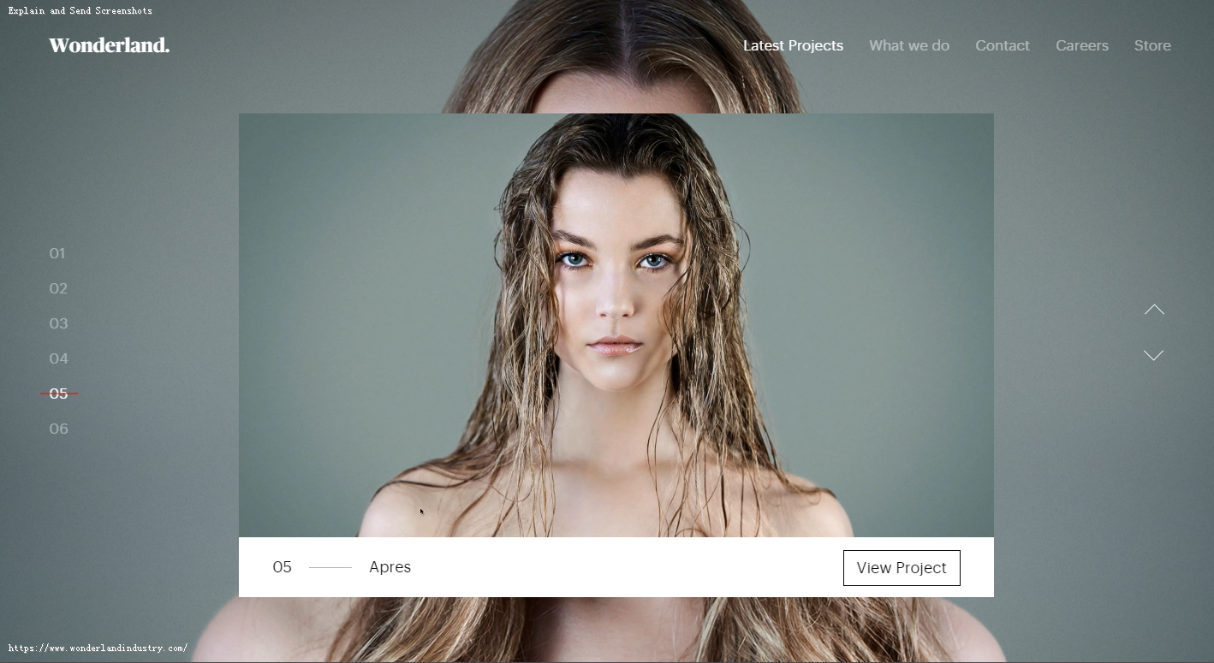 Explain and Send Screenshots
Wonderland.
Latest Projects What we do Contact Careers Store
01
02
03
04
05
06
05 Apres View Project
https://www.wonderlandindustry.com/